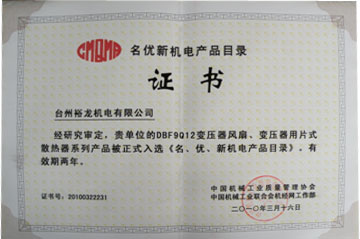 CMQMA
名优新机电产品目录
证书
台州裕龙机电有限公司
经研究审定，贵单位的DBF9Q12变压器风扇、变压器用片式
散热器系列产品被正式入选《名、优、新机电产品目录》。有
效期两年。
证书号：20100322231
中国机械工业质量管理协会
中国机械工业联合会机经网工作部
二〇一〇年三月十六日